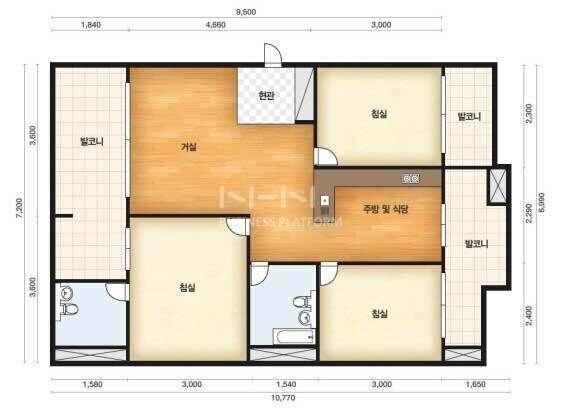 9,500
1,840
4,660
3,000
현관
침실
발코니
발코니
거실
3,800
7,200
2,300
2,290
6,990
N-HN
BUSINESS PLATFORM
주방 및 식당
발코니
침실
침실
3,600
2,400
1,580
3,000
1,540
3,000
1,650
10,770